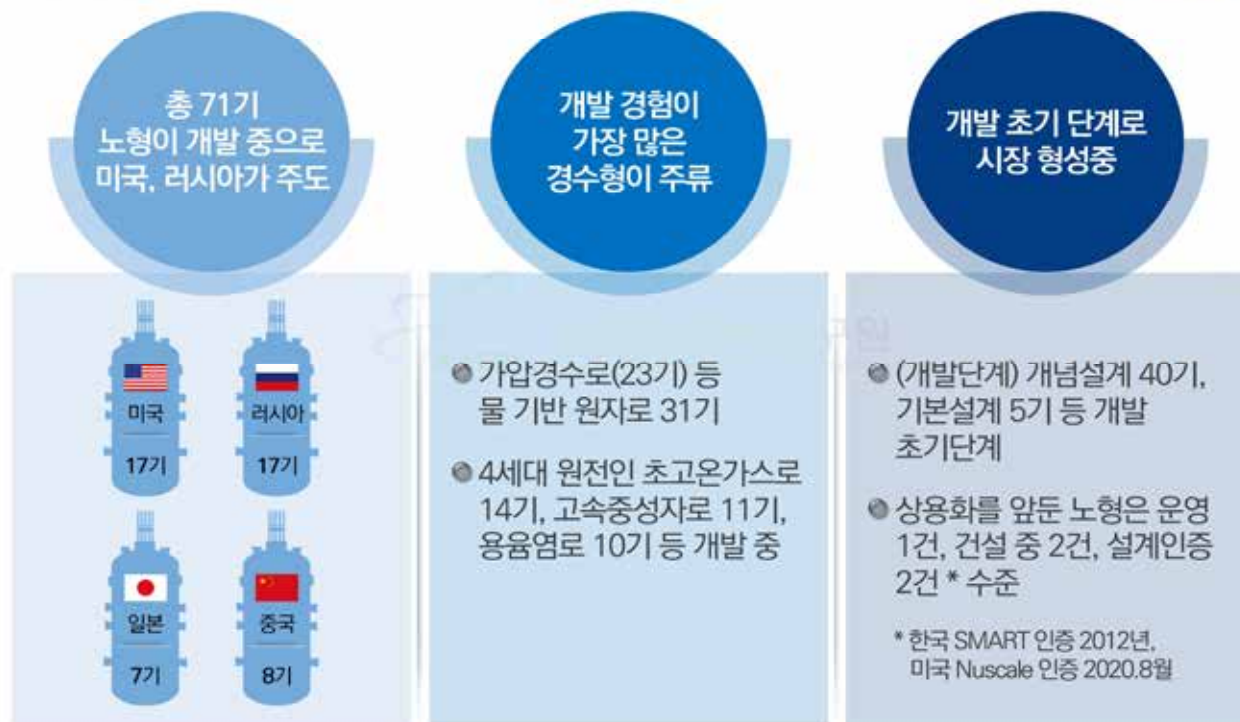 총 71기
노형이 개발 중으로
미국, 러시아가 주도
미국
17기
러시아
17기
일본
7기
중국
8기
개발 경험이
가장 많은
경수형이 주류
가압경수로(23기) 등
물 기반 원자로 31기
4세대 원전인 초고온가스로
14기, 고속중성자로 11기,
용융염로 10기 등 개발 중
개발 초기 단계로
시장 형성중
(개발단계) 개념설계 40기,
기본설계 5기 등 개발
초기단계
상용화를 앞둔 노형은 운영
1건, 건설 중 2건, 설계인증
2건 * 수준
* 한국 SMART 인증 2012년,
미국 Nuscale 인증 2020.8월